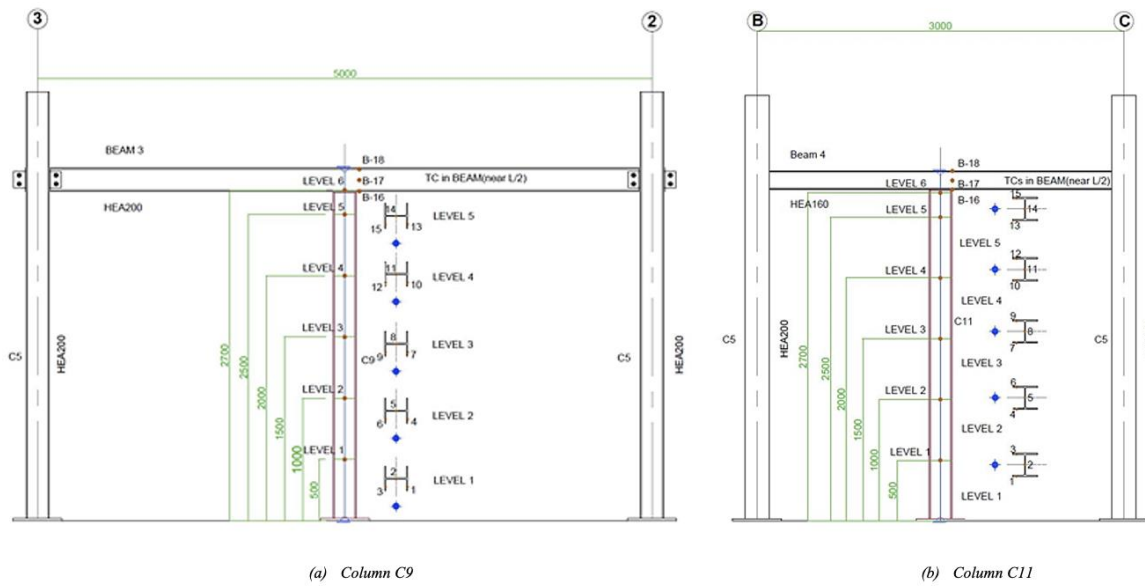 3
2
5000
BEAM 3
B-18
LEVEL 6
B-17
TC in BEAM(near L/2)
B-16
HEA200
LEVEL 5
14
15
13
LEVEL 5
LEVEL 4
11
12
10
LEVEL 4
LEVEL 3
8
9
7
LEVEL 3
C5
HEA200
C9
C5
HEA200
2700
2500
2000
1500
1000
500
LEVEL 2
5
6
4
LEVEL 2
LEVEL 1
2
3
1
LEVEL 1
(a) Column C9
B
C
3000
Beam 4
B-18
LEVEL 6
B-17
TCs in BEAM(near L/2)
B-16
HEA160
LEVEL 5
15
14
13
LEVEL 5
LEVEL 4
12
11
10
LEVEL 4
LEVEL 3
C11
9
8
7
LEVEL 3
C5
HEA200
C5
2700
2500
2000
1500
1000
500
LEVEL 2
6
5
4
LEVEL 2
LEVEL 1
3
2
1
LEVEL 1
(b) Column C11